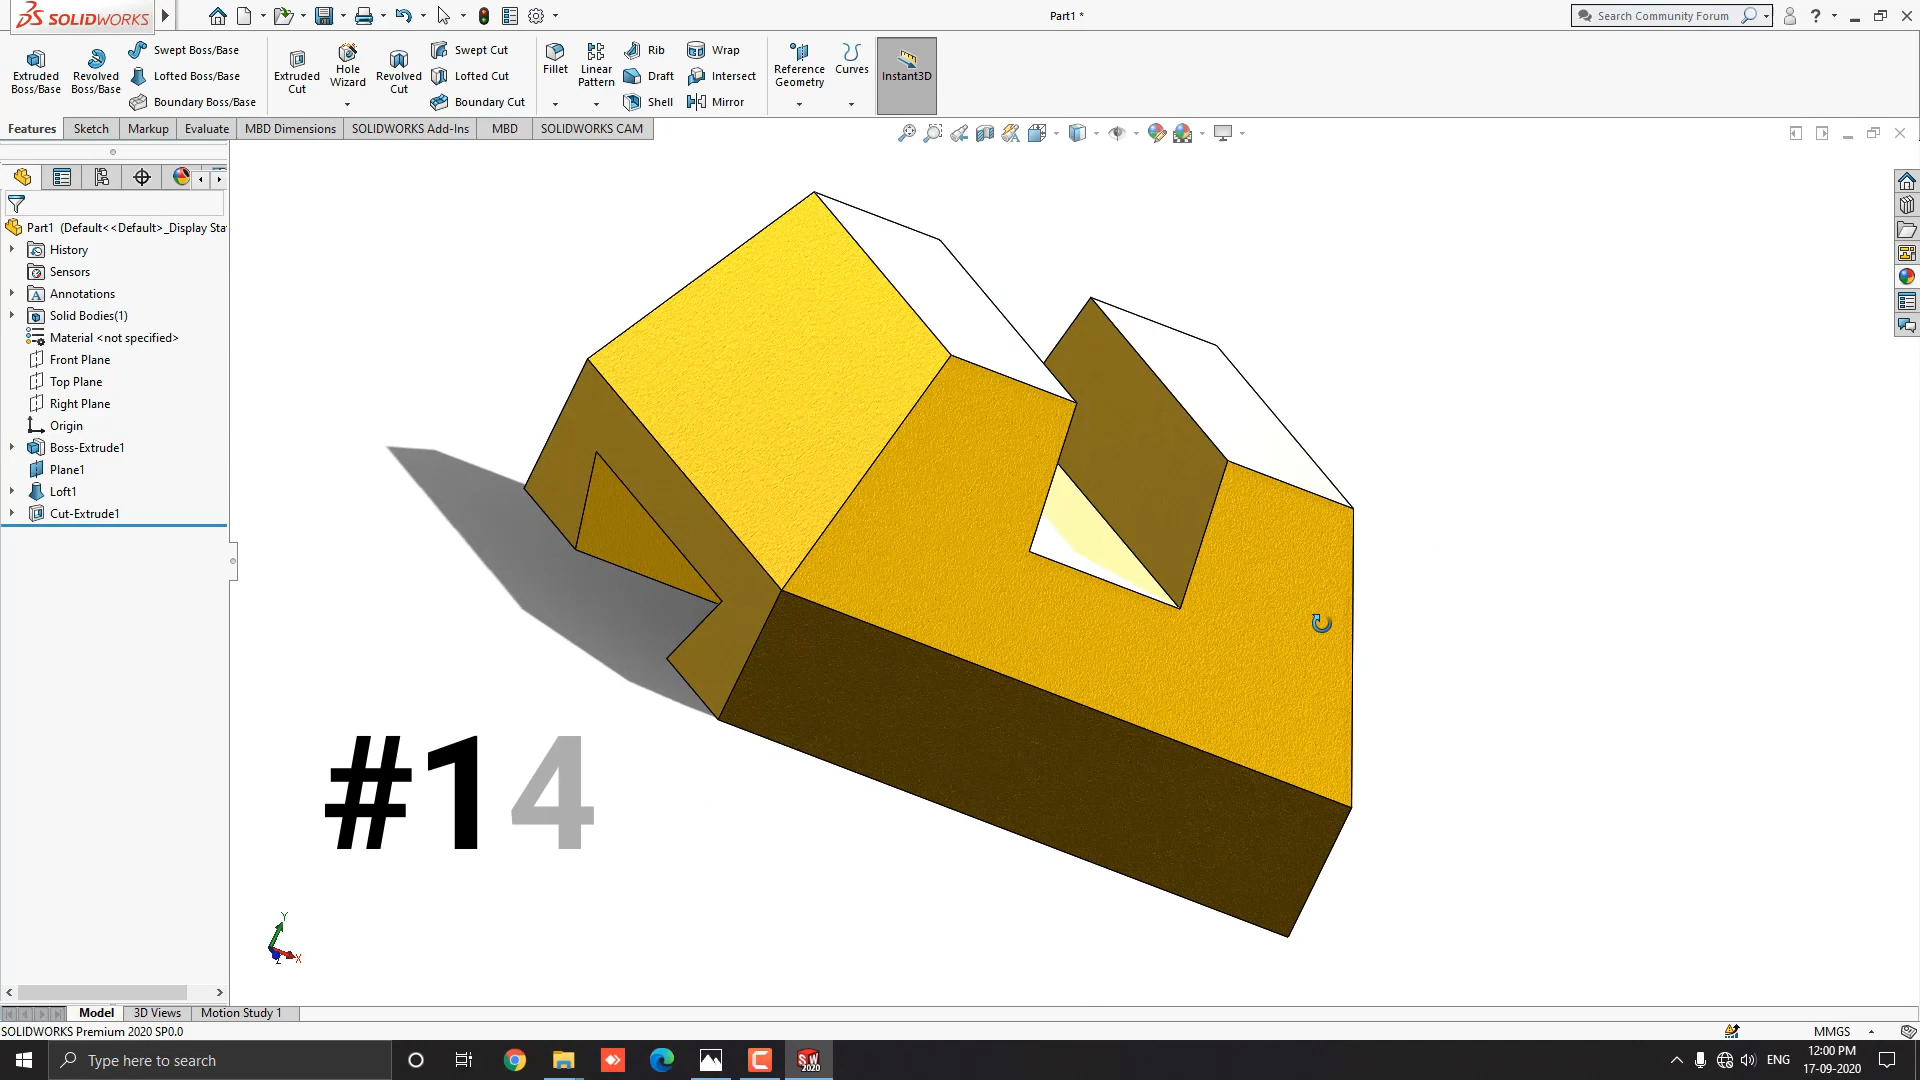 SOLIDWORKS
Part1 *
Search Community Forum
?
Extruded Boss/Base
Revolved Boss/Base
Swept Boss/Base
Lofted Boss/Base
Boundary Boss/Base
Extruded Cut
Hole Wizard
Revolved Cut
Swept Cut
Lofted Cut
Boundary Cut
Fillet
Linear Pattern
Rib
Draft
Shell
Wrap
Intersect
Mirror
Reference Geometry
Curves
Instant3D
Features
Sketch
Markup
Evaluate
MBD Dimensions
SOLIDWORKS Add-Ins
MBD
SOLIDWORKS CAM
Part1 (Default<<Default>_Display Sta
History
Sensors
Annotations
Solid Bodies(1)
Material <not specified>
Front Plane
Top Plane
Right Plane
Origin
Boss-Extrude1
Plane1
Loft1
Cut-Extrude1
#14
Y
X
Z
Model
3D Views
Motion Study 1
SOLIDWORKS Premium 2020 SP0.0
MMGS
Type here to search
SW
2020
ENG
12:00 PM
17-09-2020